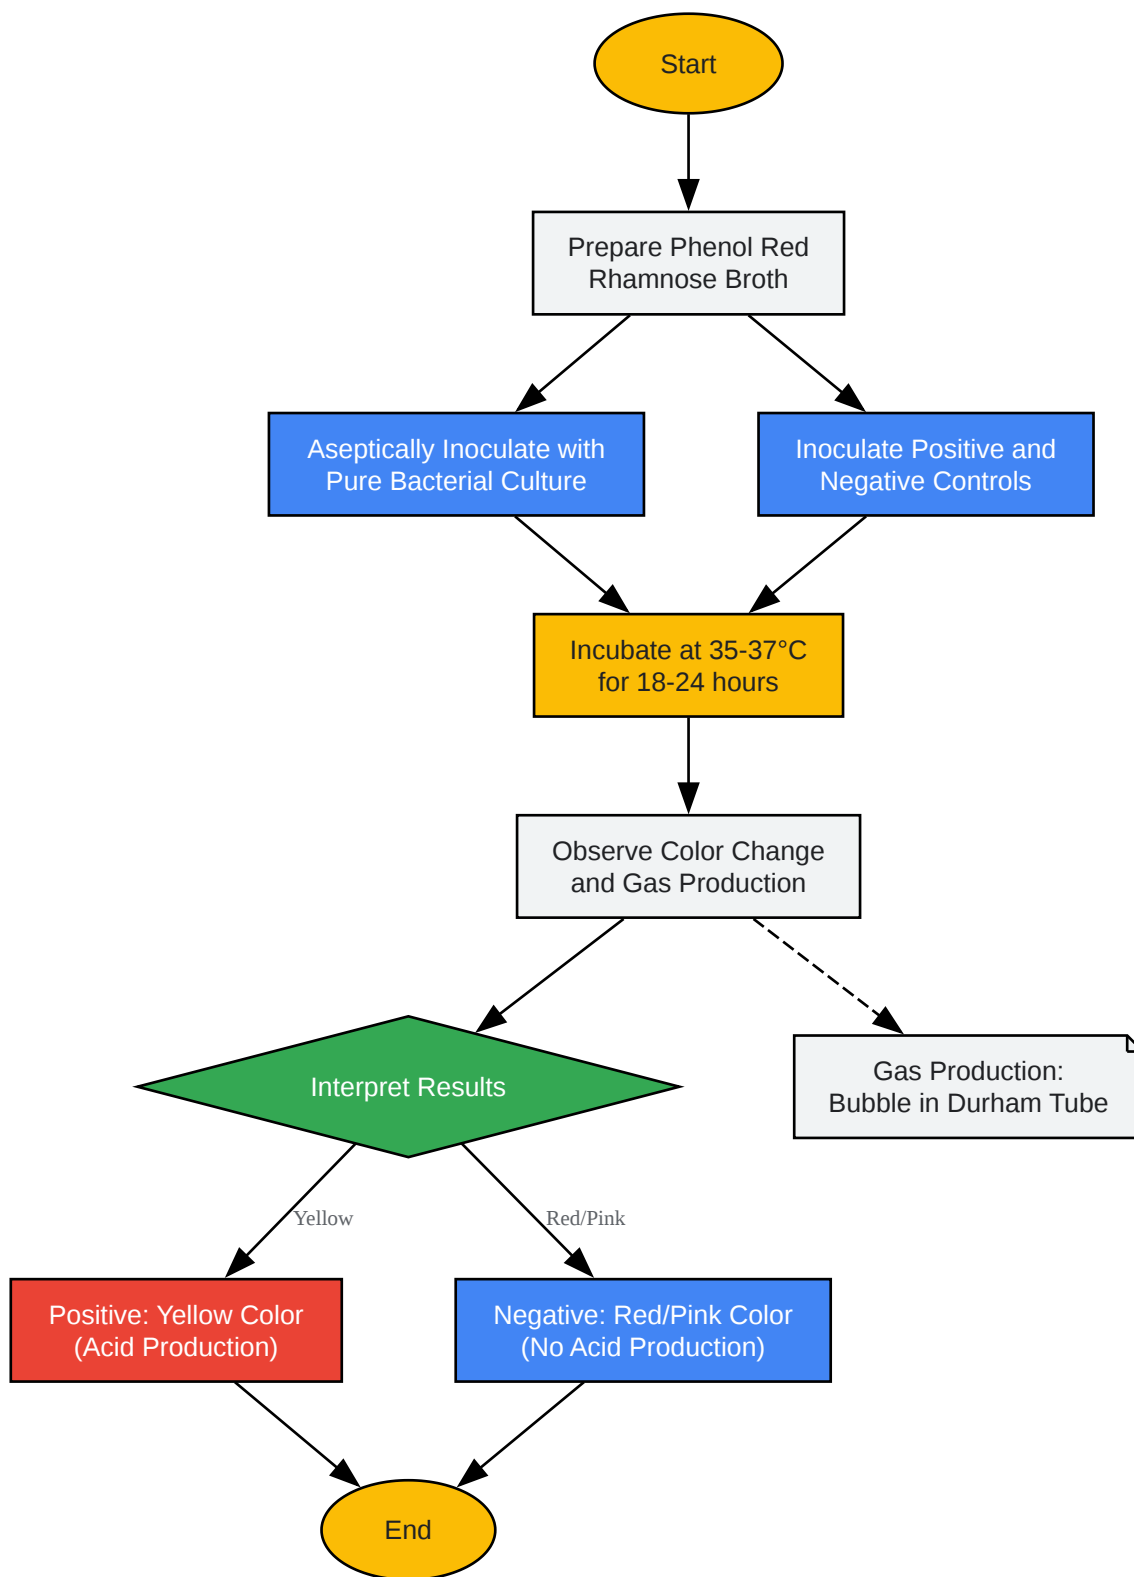 Start
Prepare Phenol Red
Rhamnose Broth
Aseptically Inoculate with
Pure Bacterial Culture
Inoculate Positive and
Negative Controls
Incubate at 35-37°C
for 18-24 hours
Observe Color Change
and Gas Production
Interpret Results
Gas Production:
Bubble in Durham Tube
Yellow
Red/Pink
Positive: Yellow Color
(Acid Production)
Negative: Red/Pink Color
(No Acid Production)
End